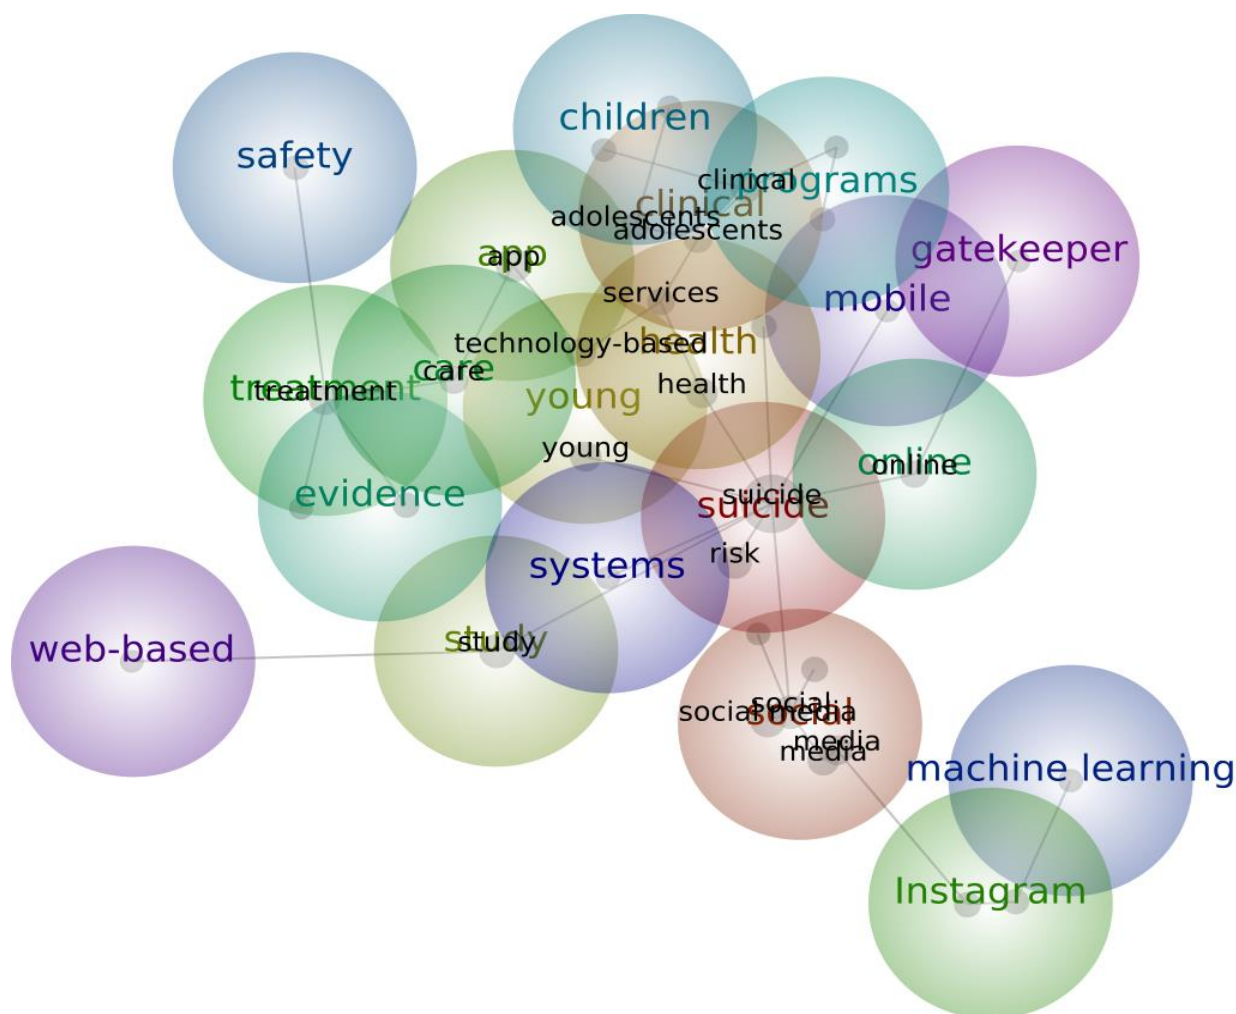 children
safety
clinical
programs
clinical
adolescents
adolescents
gatekeeper
app
app
services
mobile
technology-based
health
care
care
treatment
treatment
health
young
young
online
online
evidence
suicide
suicide
risk
systems
study
study
web-based
social
social media
social
media
media
machine learning
Instagram